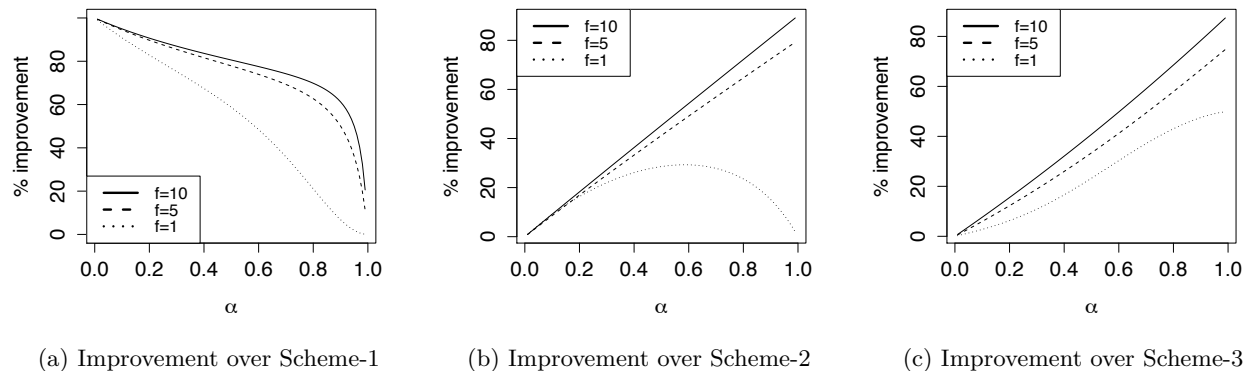 % improvement
0 20 40 60 80
f=10
f=5
f=1
0.0 0.2 0.4 0.6 0.8 1.0
α
(a) Improvement over Scheme-1
% improvement
0 20 40 60 80
f=10
f=5
f=1
0.0 0.2 0.4 0.6 0.8 1.0
α
(b) Improvement over Scheme-2
% improvement
0 20 40 60 80
f=10
f=5
f=1
0.0 0.2 0.4 0.6 0.8 1.0
α
(c) Improvement over Scheme-3